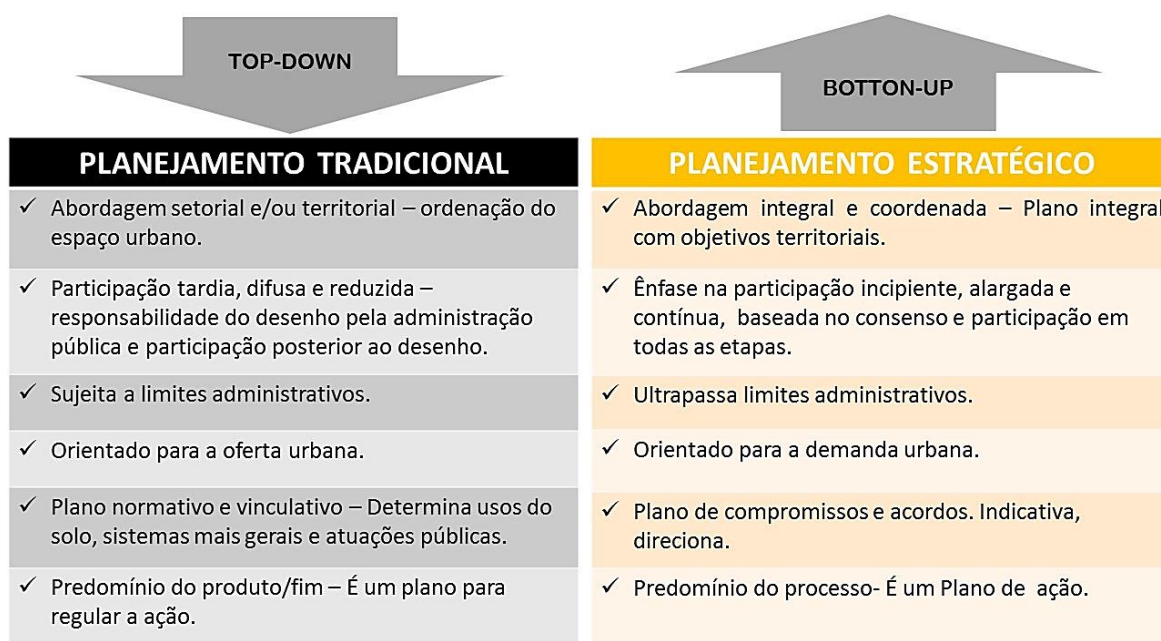 TOP-DOWN
BOTTON-UP
PLANEJAMENTO TRADICIONAL
✓ Abordagem setorial e/ou territorial – ordenação do
espaço urbano.
✓ Participação tardia, difusa e reduzida –
responsabilidade do desenho pela administração
pública e participação posterior ao desenho.
✓ Sujeita a limites administrativos.
✓ Orientado para a oferta urbana.
✓ Plano normativo e vinculativo – Determina usos do
solo, sistemas mais gerais e atuações públicas.
✓ Predomínio do produto/fim – É um plano para
regular a ação.
PLANEJAMENTO ESTRATÉGICO
✓ Abordagem integral e coordenada – Plano integral
com objetivos territoriais.
✓ Ênfase na participação incipiente, alargada e
contínua, baseada no consenso e participação em
todas as etapas.
✓ Ultrapassa limites administrativos.
✓ Orientado para a demanda urbana.
✓ Plano de compromissos e acordos. Indicativa,
direciona.
✓ Predomínio do processo- É um Plano de ação.